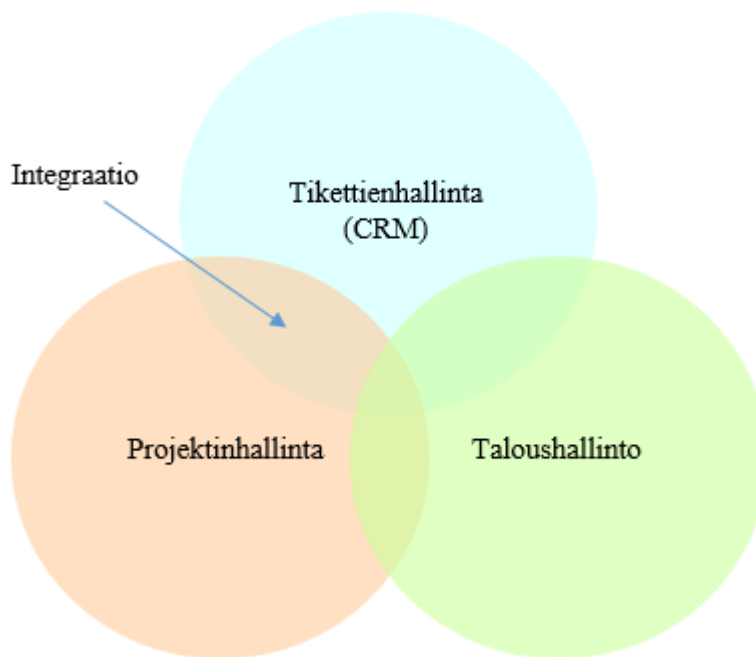 Integraatio
Tikettienhallinta
(CRM)
Projektinhallinta
Taloushallinto